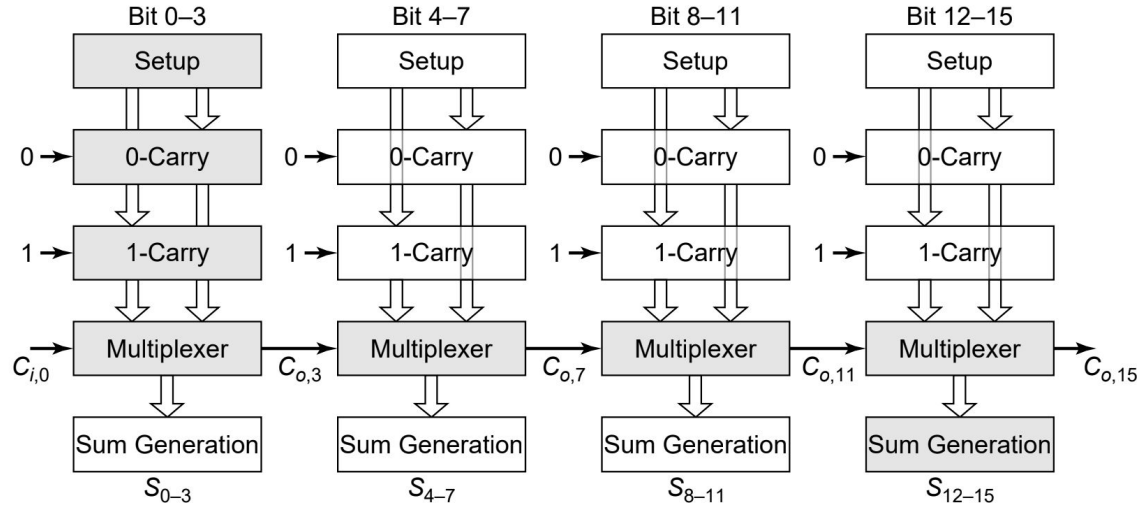 Bit 0–3 Bit 4–7 Bit 8–11 Bit 12–15
Setup Setup Setup Setup
0 0-Carry 0 0-Carry 0 0-Carry 0 0-Carry
1 1-Carry 1 1-Carry 1 1-Carry 1 1-Carry
Multiplexer Multiplexer Multiplexer Multiplexer
Ci,0 Co,3 Co,7 Co,11 Co,15
Sum Generation Sum Generation Sum Generation Sum Generation
S0–3 S4–7 S8–11 S12–15